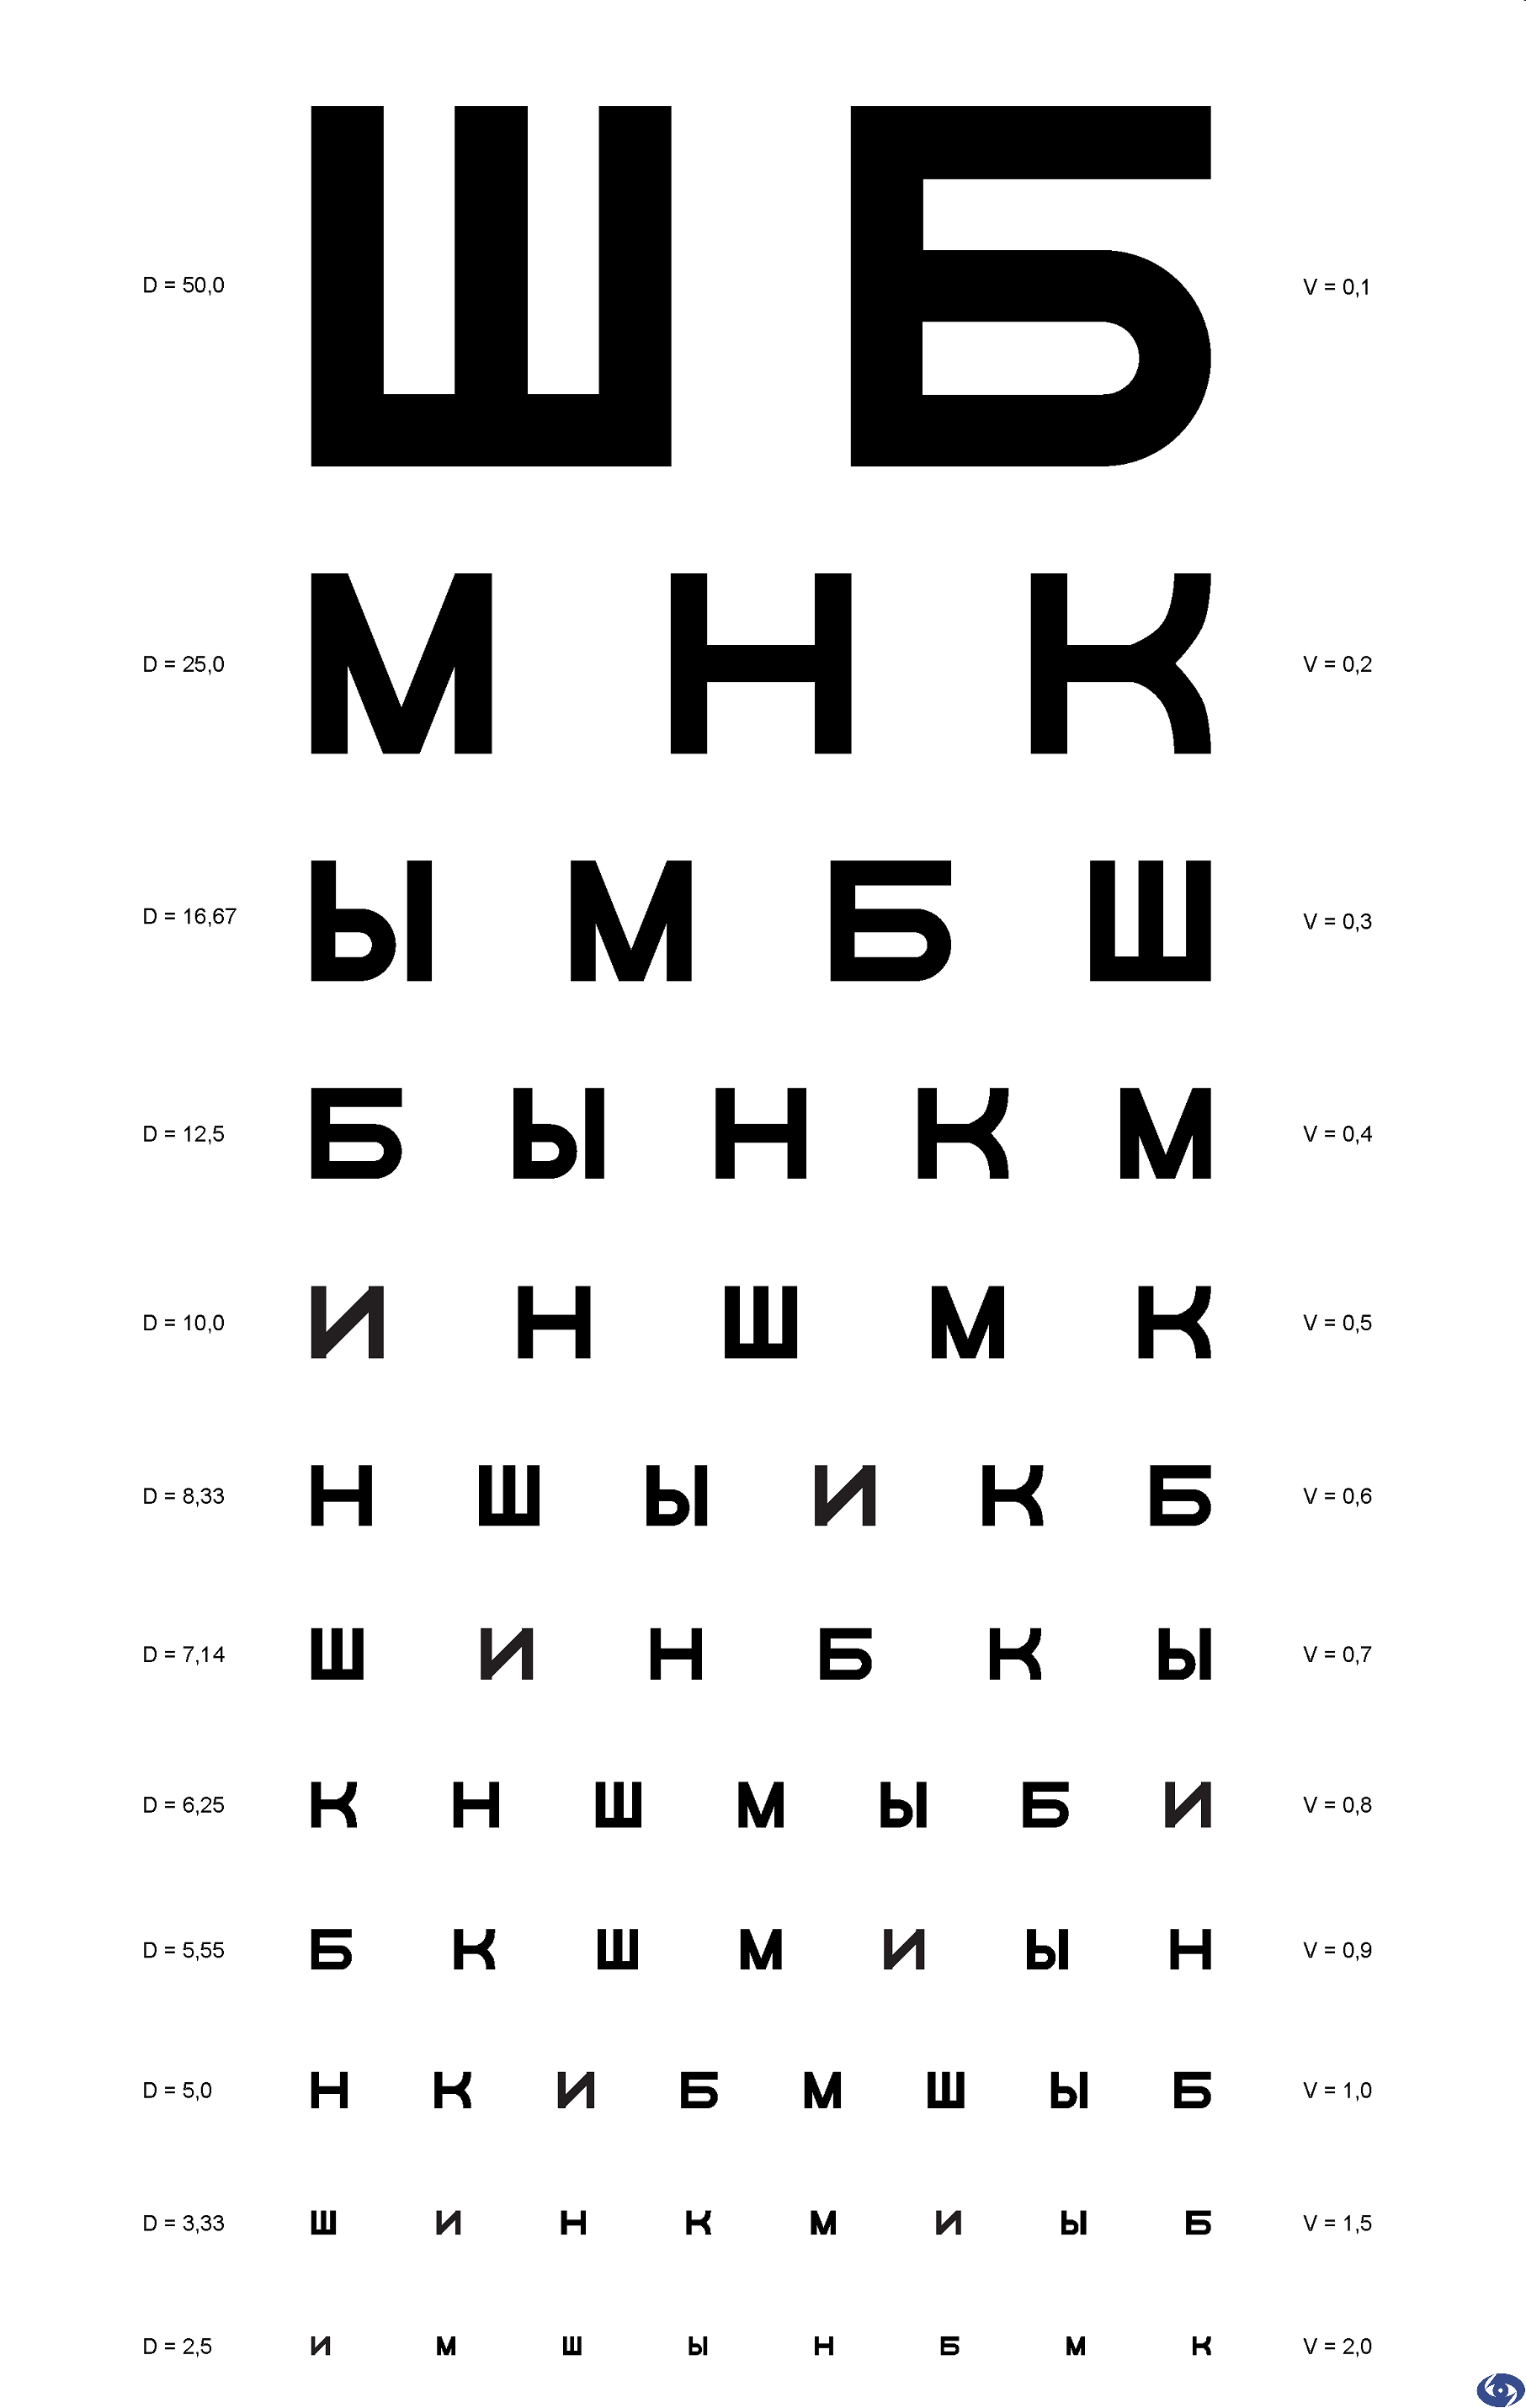 D = 50,0 Ш Б V = 0,1
D = 25,0 М Н К V = 0,2
D = 16,67 Ы М Б Ш V = 0,3
D = 12,5 Б Ы Н К М V = 0,4
D = 10,0 И Н Ш М К V = 0,5
D = 8,33 Н Ш Ы И К Б V = 0,6
D = 7,14 Ш И Н Б К Ы V = 0,7
D = 6,25 К Н Ш М Ы Б И V = 0,8
D = 5,55 Б К Ш М И Ы Н V = 0,9
D = 5,0 Н К И Б М Ш Ы Б V = 1,0
D = 3,33 Ш И Н К М И Ы Б V = 1,5
D = 2,5 И М Ш Ы Н Б М К V = 2,0